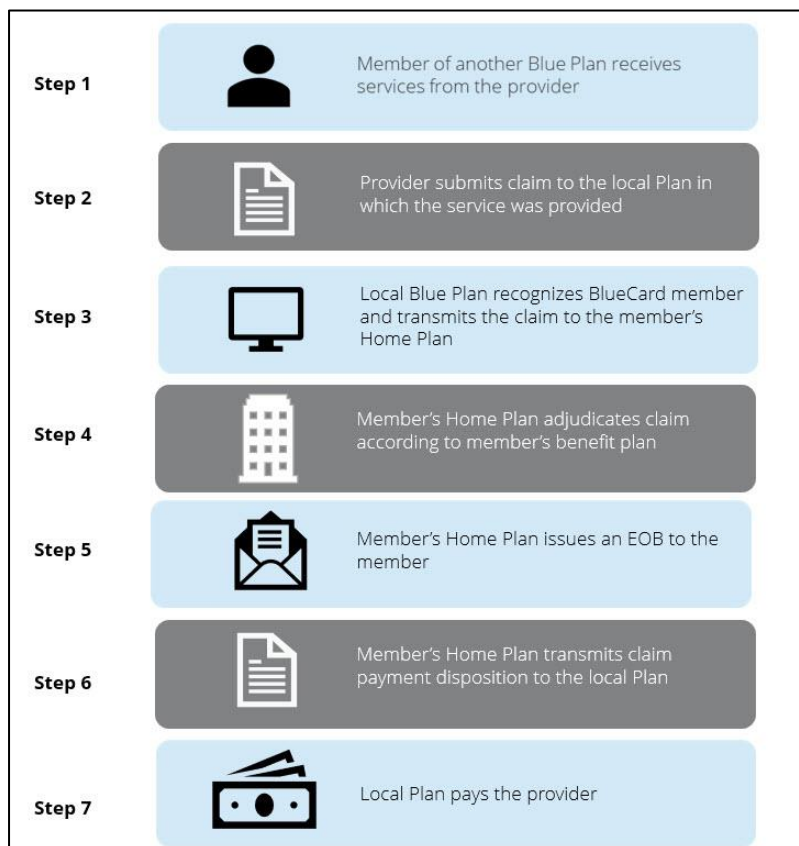 Step 1
Member of another Blue Plan receives
services from the provider
Step 2
Provider submits claim to the local Plan in
which the service was provided
Step 3
Local Blue Plan recognizes BlueCard member
and transmits the claim to the member’s
Home Plan
Step 4
Member’s Home Plan adjudicates claim
according to member’s benefit plan
Step 5
Member’s Home Plan issues an EOB to the
member
Step 6
Member’s Home Plan transmits claim
payment disposition to the local Plan
Step 7
Local Plan pays the provider